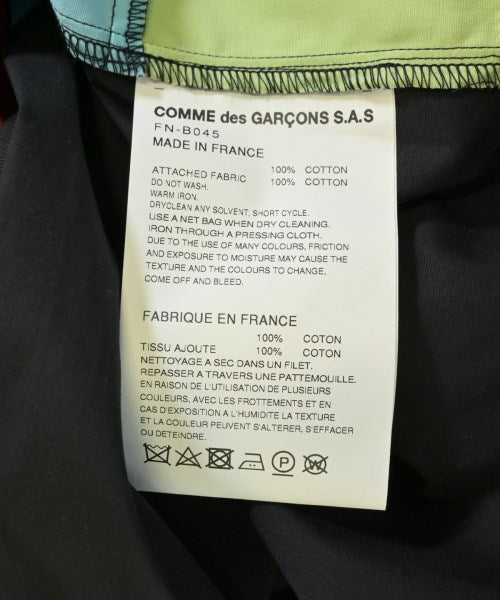 COMME des GARÇONS S.A.S
FN-B045
MADE IN FRANCE
100% COTTON
ATTACHED FABRIC 100% COTTON
DO NOT WASH.
WARM IRON.
DRYCLEAN ANY SOLVENT, SHORT CYCLE.
USE A NET BAG WHEN DRY CLEANING.
IRON THROUGH A PRESSING CLOTH.
DUE TO THE USE OF MANY COLOURS, FRICTION
AND EXPOSURE TO MOISTURE MAY CAUSE THE
TEXTURE AND THE COLOURS TO CHANGE,
COME OFF AND BLEED.
FABRIQUE EN FRANCE
100% COTON
TISSU AJOUTE 100% COTON
NETTOYAGE A SEC DANS UN FILET.
REPASSER A TRAVERS UNE PATTEMOUILLE.
EN RAISON DE L'UTILISATION DE PLUSIEURS
COULEURS, AVEC LES FROTTEMENTS ET EN
CAS D'EXPOSITION A L'HUMIDITE LA TEXTURE
ET LA COULEUR PEUVENT S'ALTERER, S'EFFACER
OU DETEINDRE.
P W